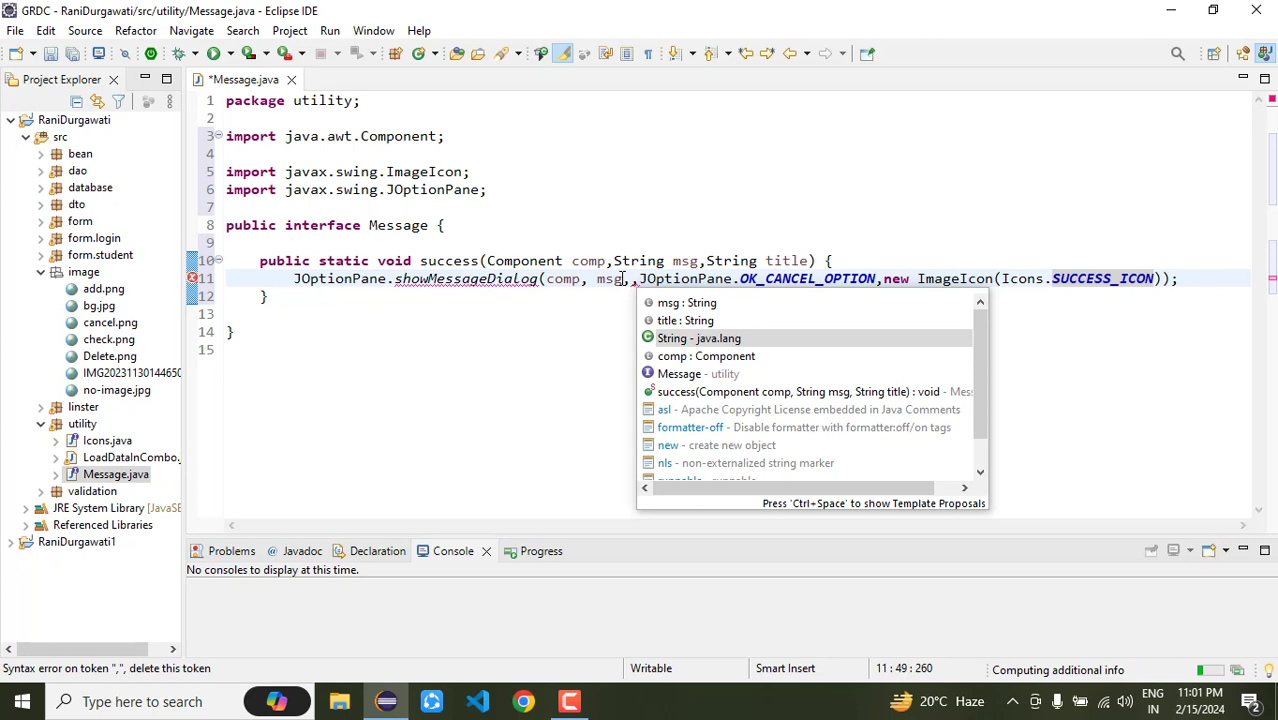 GRDC - RaniDurgawati/src/utility/Message.java - Eclipse IDE
File Edit Source Refactor Navigate Search Project Run Window Help
Project Explorer
*Message.java
RaniDurgawati
src
bean
dao
database
dto
form
form.login
form.student
image
add.png
bg.jpg
cancel.png
check.png
Delete.png
IMG20231130144650
no-image.jpg
linster
utility
Icons.java
LoadDataInCombo.
Message.java
validation
JRE System Library [JavaSE
Referenced Libraries
RaniDurgawati1
1 package utility;
2
3 import java.awt.Component;
5 import javax.swing.ImageIcon;
6 import javax.swing.JOptionPane;
7
8 public interface Message {
9
10 public static void success(Component comp,String msg,String title) {
11 JOptionPane.showMessageDialog(comp, msg,,JOptionPane.OK_CANCEL_OPTION,new ImageIcon(Icons.SUCCESS_ICON));
12 }
13
14 }
15
msg : String
title : String
String - java.lang
comp : Component
Message - utility
success(Component comp, String msg, String title) : void - Mess
asl - Apache Copyright License embedded in Java Comments
formatter-off - Disable formatter with formatter:off/on tags
new - create new object
nls - non-externalized string marker
Press 'Ctrl+Space' to show Template Proposals
Problems Javadoc Declaration Console Progress
No consoles to display at this time.
Syntax error on token ",", delete this token
Writable
Smart Insert
11 : 49 : 260
Computing additional info
Type here to search
20°C Haze
ENG
IN
11:01 PM
2/15/2024
2